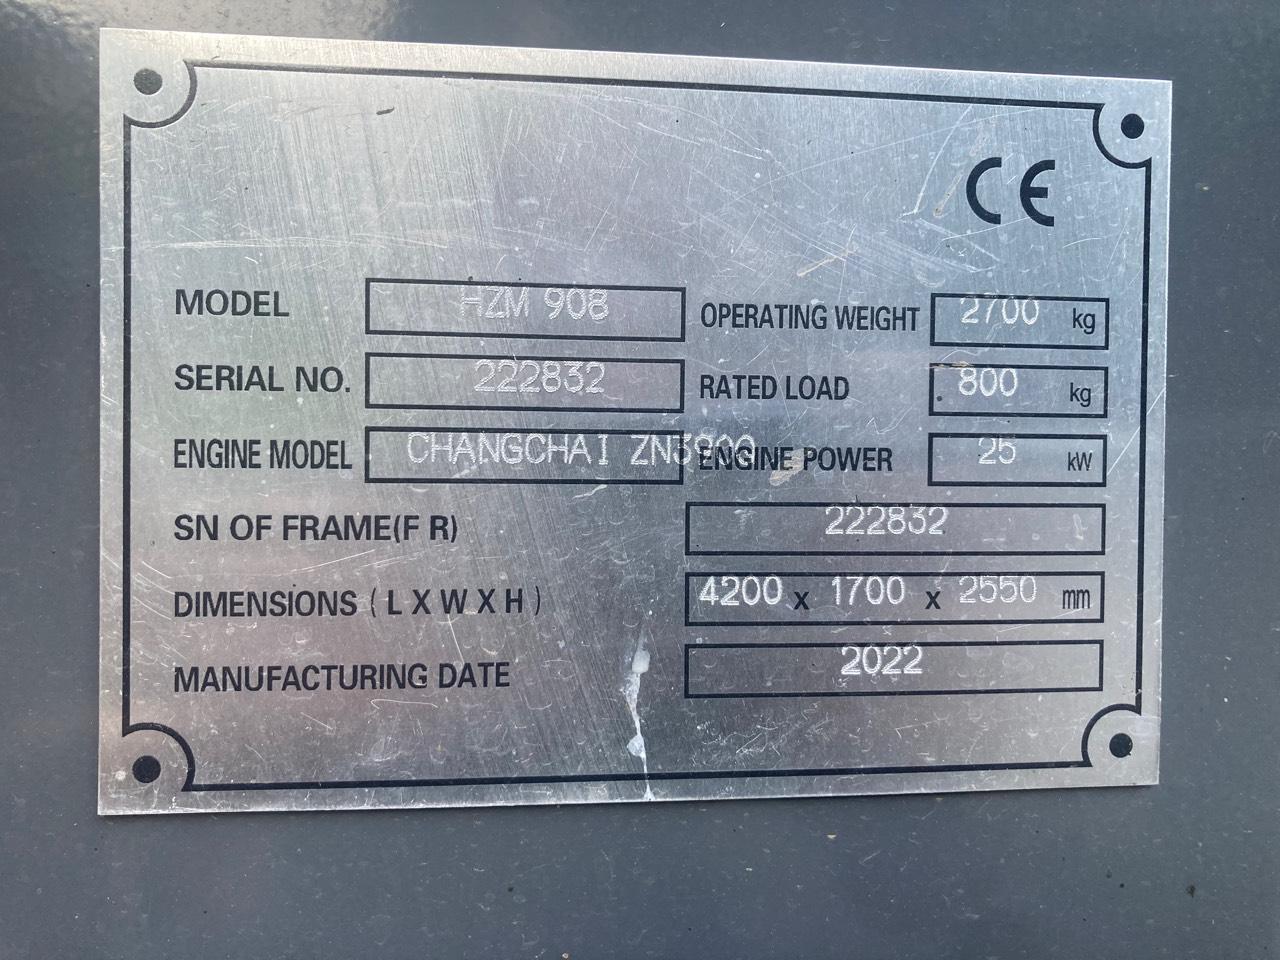 CE
MODEL HZM 908 OPERATING WEIGHT 2700 kg
SERIAL NO. 222832 RATED LOAD 800 kg
ENGINE MODEL CHANGCHAI ZN3900 ENGINE POWER 25 kW
SN OF FRAME(F R) 222832
DIMENSIONS ( L X W X H ) 4200 x 1700 x 2550 mm
MANUFACTURING DATE 2022